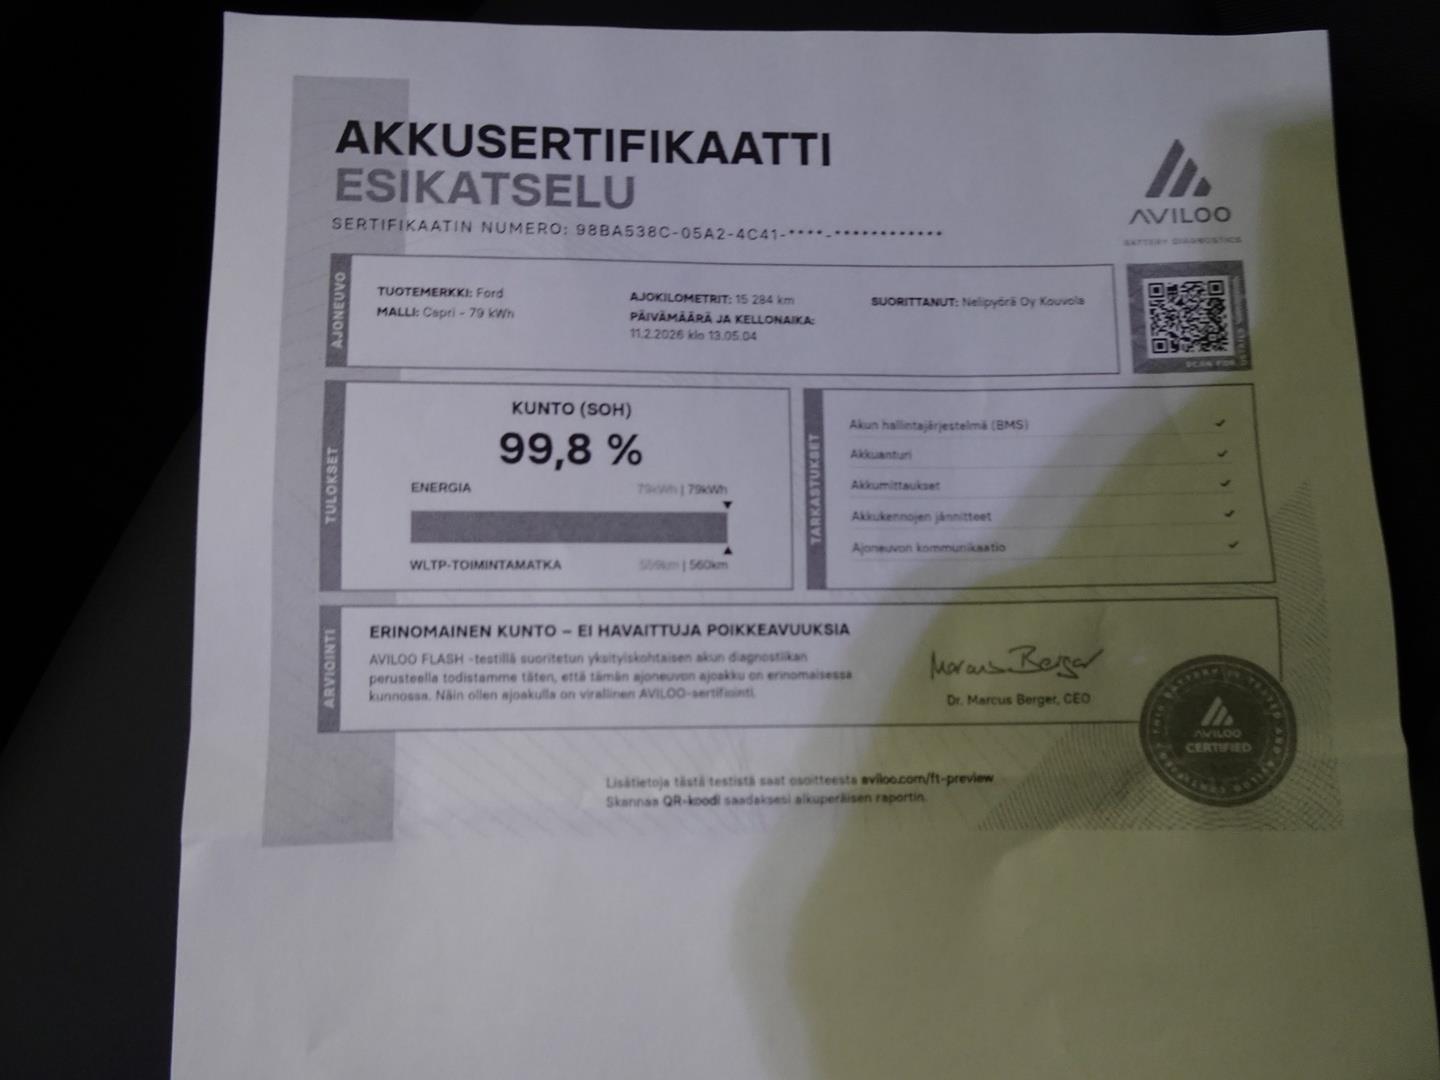 AKKUSERTIFIKAATTI
ESIKATSELU
SERTIFIKAATIN NUMERO: 98BA538C-05A2-4C41-****-************
AVILOO
BATTERY DIAGNOSTICS
AJONEUVO
TUOTEMERKKI: Ford
MALLI: Capri - 79 kWh
AJOKILOMETRIT: 15 284 km
PÄIVÄMÄÄRÄ JA KELLONAIKA:
11.2.2026 klo 13.05.04
SUORITTANUT: Nelipyörä Oy Kouvola
SCAN FOR
TULOKSET
KUNTO (SOH)
99,8 %
ENERGIA 79kWh | 79kWh
WLTP-TOIMINTAMATKA 559km | 560km
TARKASTUKSET
Akun hallintajärjestelmä (BMS) ✓
Akkuanturi ✓
Akkumittaukset ✓
Akkukennojen jännitteet ✓
Ajoneuvon kommunikaatio ✓
ARVIOINTI
ERINOMAINEN KUNTO – EI HAVAITTUJA POIKKEAVUUKSIA
AVILOO FLASH -testillä suoritetun yksityiskohtaisen akun diagnostiikan
perusteella todistamme täten, että tämän ajoneuvon ajoakku on erinomaisessa
kunnossa. Näin ollen ajoakulla on virallinen AVILOO-sertifiointi.
Marcus Berger
Dr. Marcus Berger, CEO
AVILOO
CERTIFIED
Lisätietoja tästä testistä saat osoitteesta aviloo.com/ft-preview
Skannaa QR-koodi saadaksesi alkuperäisen raportin.